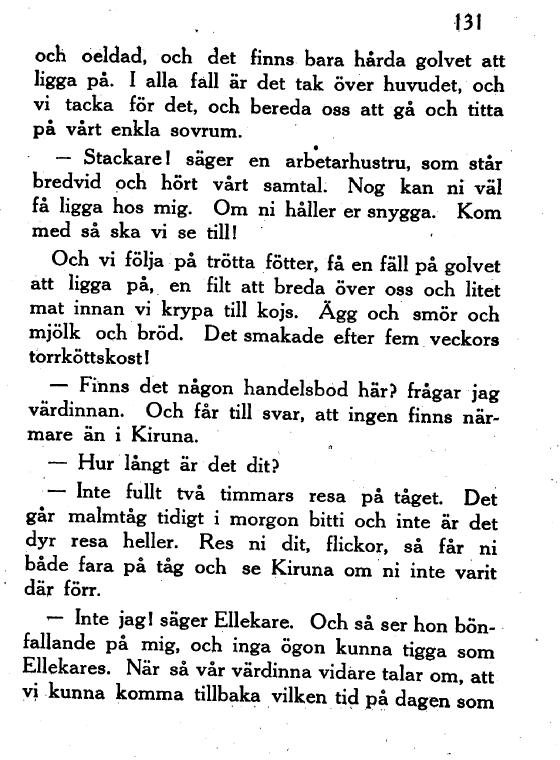 131
och oeldad, och det finns bara hårda golvet att
ligga på. I alla fall är det tak över huvudet, och
vi tacka för det, och bereda oss att gå och titta
på vårt enkla sovrum.
— Stackare! säger en arbetarhustru, som står
bredvid och hört vårt samtal. Nog kan ni väl
få ligga hos mig. Om ni håller er snygga. Kom
med så ska vi se till!
Och vi följa på trötta fötter, få en fäll på golvet
att ligga på, en filt att breda över oss och litet
mat innan vi krypa till kojs. Ägg och smör och
mjölk och bröd. Det smakade efter fem veckors
torrköttskost!
— Finns det någon handelsbod här? frågar jag
värdinnan. Och får till svar, att ingen finns när-
mare än i Kiruna.
— Hur långt är det dit?
— Inte fullt två timmars resa på tåget. Det
går malmtåg tidigt i morgon bitti och inte är det
dyr resa heller. Res ni dit, flickor, så får ni
både fara på tåg och se Kiruna om ni inte varit
där förr.
— Inte jag! säger Ellekare. Och så ser hon bön-
fallande på mig, och inga ögon kunna tigga som
Ellekares. När så vår värdinna vidare talar om, att
vi kunna komma tillbaka vilken tid på dagen som